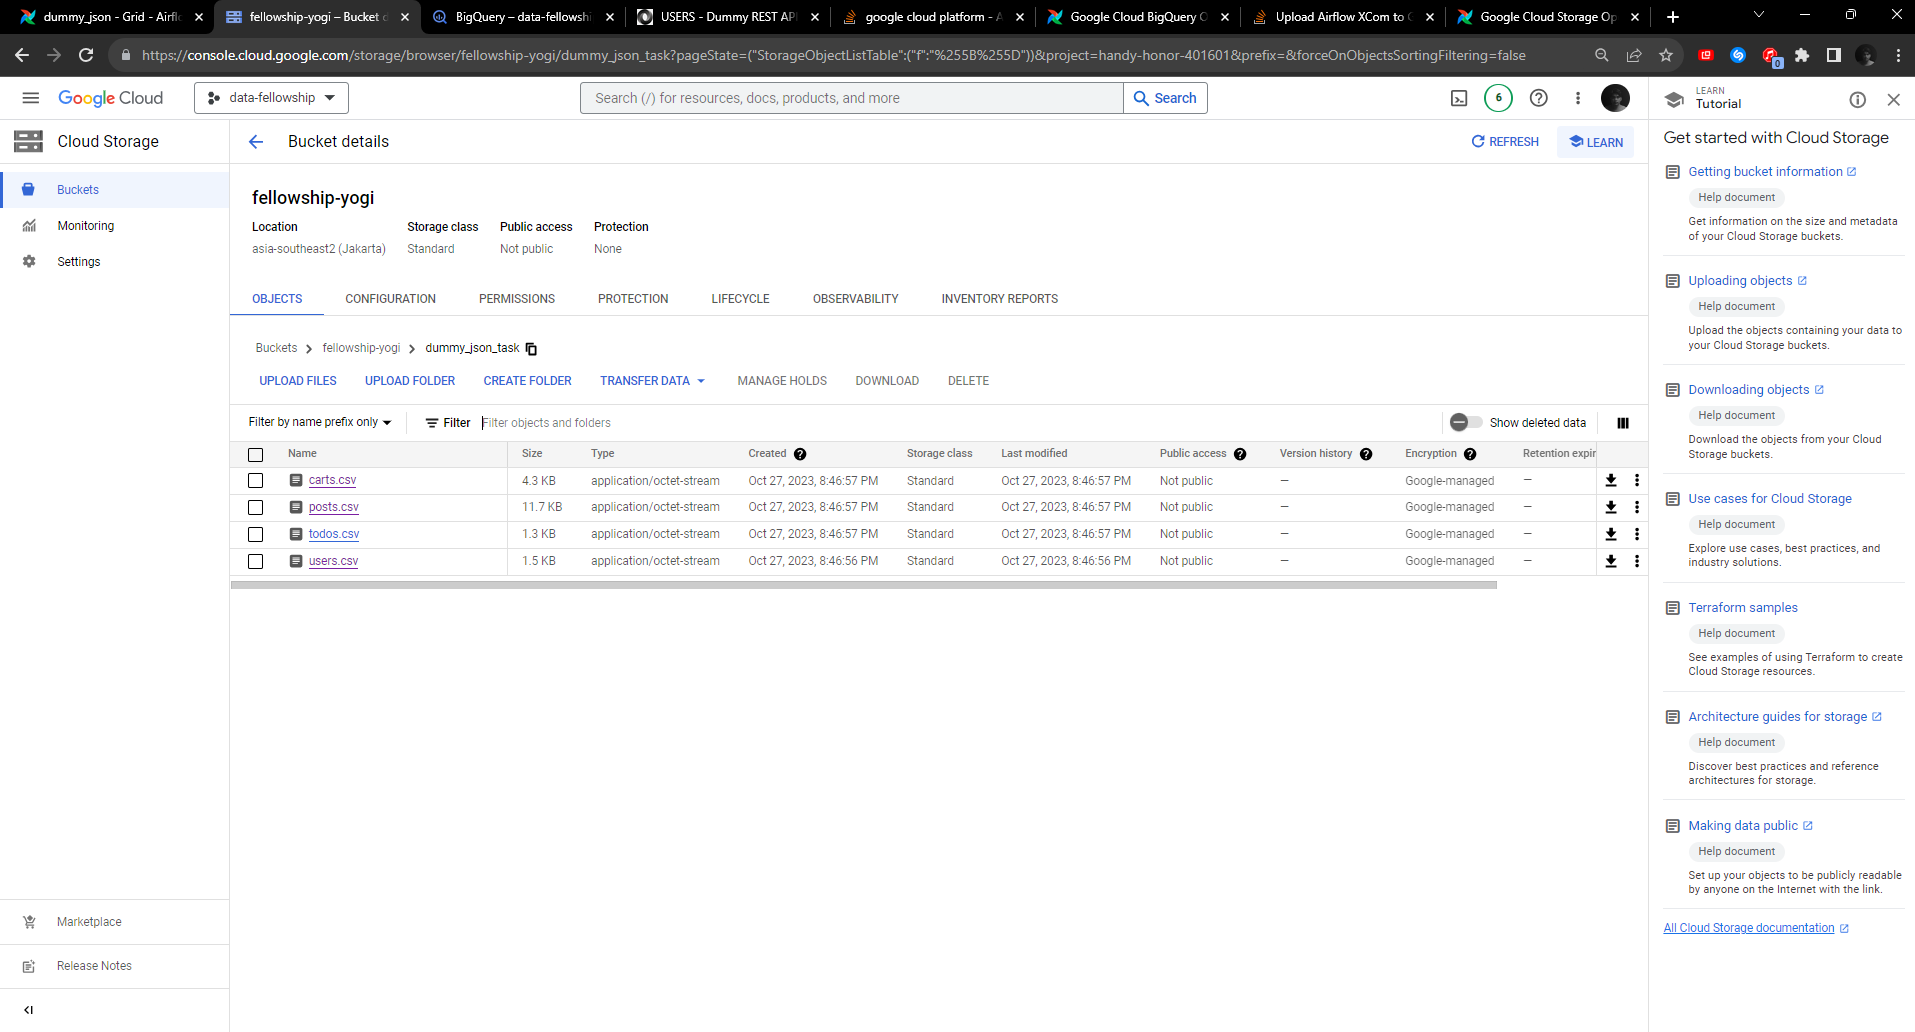 dummy_json - Grid - Airfl
fellowship-yogi – Bucket d
BigQuery – data-fellowshi
USERS - Dummy REST API
google cloud platform - A
Google Cloud BigQuery O
Upload Airflow XCom to G
Google Cloud Storage Op
https://console.cloud.google.com/storage/browser/fellowship-yogi/dummy_json_task?pageState=("StorageObjectListTable":("f":"%255B%255D"))&project=handy-honor-401601&prefix=&forceOnObjectsSortingFiltering=false
0
Google Cloud
data-fellowship
Search (/) for resources, docs, products, and more
Search
6
LEARN
Tutorial
Cloud Storage
Bucket details
REFRESH
LEARN
Buckets
Monitoring
Settings
fellowship-yogi
Location Storage class Public access Protection
asia-southeast2 (Jakarta) Standard Not public None
OBJECTS CONFIGURATION PERMISSIONS PROTECTION LIFECYCLE OBSERVABILITY INVENTORY REPORTS
Buckets fellowship-yogi dummy_json_task
UPLOAD FILES UPLOAD FOLDER CREATE FOLDER TRANSFER DATA MANAGE HOLDS DOWNLOAD DELETE
Filter by name prefix only Filter Filter objects and folders Show deleted data
Name Size Type Created Storage class Last modified Public access Version history Encryption Retention expir
carts.csv 4.3 KB application/octet-stream Oct 27, 2023, 8:46:57 PM Standard Oct 27, 2023, 8:46:57 PM Not public — Google-managed —
posts.csv 11.7 KB application/octet-stream Oct 27, 2023, 8:46:57 PM Standard Oct 27, 2023, 8:46:57 PM Not public — Google-managed —
todos.csv 1.3 KB application/octet-stream Oct 27, 2023, 8:46:57 PM Standard Oct 27, 2023, 8:46:57 PM Not public — Google-managed —
users.csv 1.5 KB application/octet-stream Oct 27, 2023, 8:46:56 PM Standard Oct 27, 2023, 8:46:56 PM Not public — Google-managed —
Marketplace
Release Notes
Get started with Cloud Storage
Getting bucket information
Help document
Get information on the size and metadata
of your Cloud Storage buckets.
Uploading objects
Help document
Upload the objects containing your data to
your Cloud Storage buckets.
Downloading objects
Help document
Download the objects from your Cloud
Storage buckets.
Use cases for Cloud Storage
Help document
Explore use cases, best practices, and
industry solutions.
Terraform samples
Help document
See examples of using Terraform to create
Cloud Storage resources.
Architecture guides for storage
Help document
Discover best practices and reference
architectures for storage.
Making data public
Help document
Set up your objects to be publicly readable
by anyone on the Internet with the link.
All Cloud Storage documentation